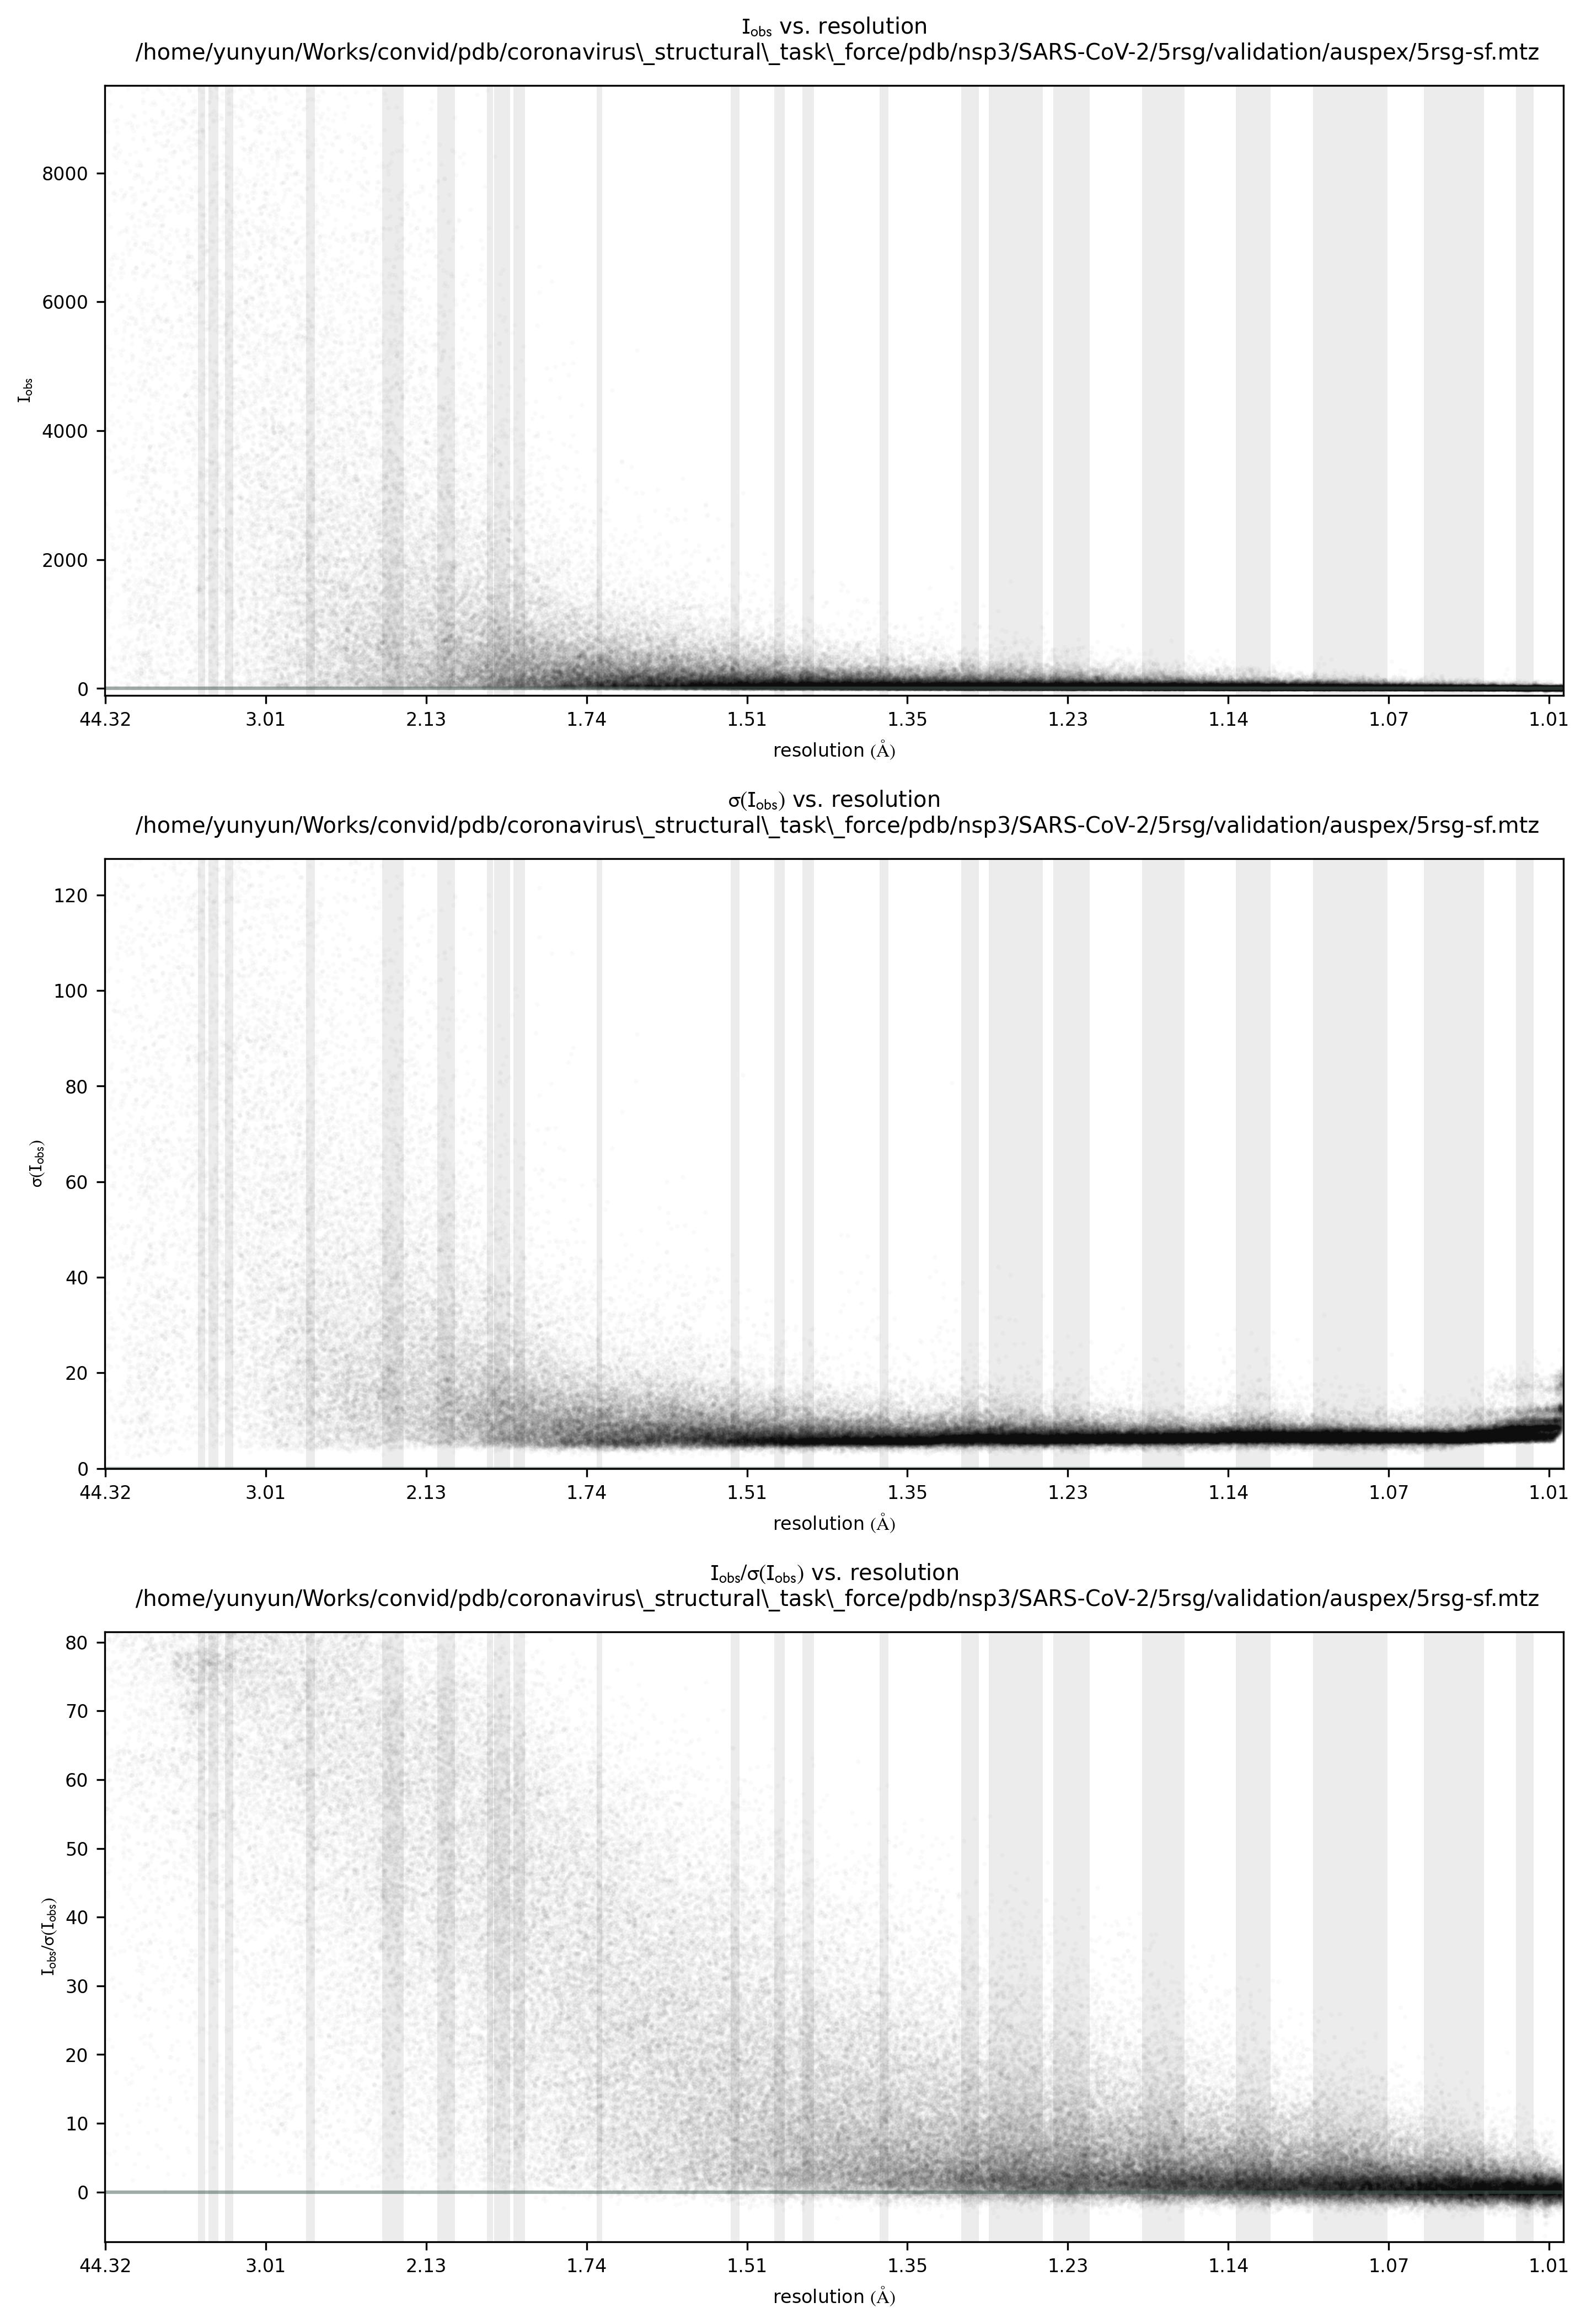 Iobs vs. resolution
/home/yunyun/Works/convid/pdb/coronavirus\_structural\_task\_force/pdb/nsp3/SARS-CoV-2/5rsg/validation/auspex/5rsg-sf.mtz
8000
6000
4000
2000
0
Iobs
44.32 3.01 2.13 1.74 1.51 1.35 1.23 1.14 1.07 1.01
resolution (Å)
σ(Iobs) vs. resolution
/home/yunyun/Works/convid/pdb/coronavirus\_structural\_task\_force/pdb/nsp3/SARS-CoV-2/5rsg/validation/auspex/5rsg-sf.mtz
120
100
80
60
40
20
0
σ(Iobs)
44.32 3.01 2.13 1.74 1.51 1.35 1.23 1.14 1.07 1.01
resolution (Å)
Iobs/σ(Iobs) vs. resolution
/home/yunyun/Works/convid/pdb/coronavirus\_structural\_task\_force/pdb/nsp3/SARS-CoV-2/5rsg/validation/auspex/5rsg-sf.mtz
80
70
60
50
40
30
20
10
0
Iobs/σ(Iobs)
44.32 3.01 2.13 1.74 1.51 1.35 1.23 1.14 1.07 1.01
resolution (Å)